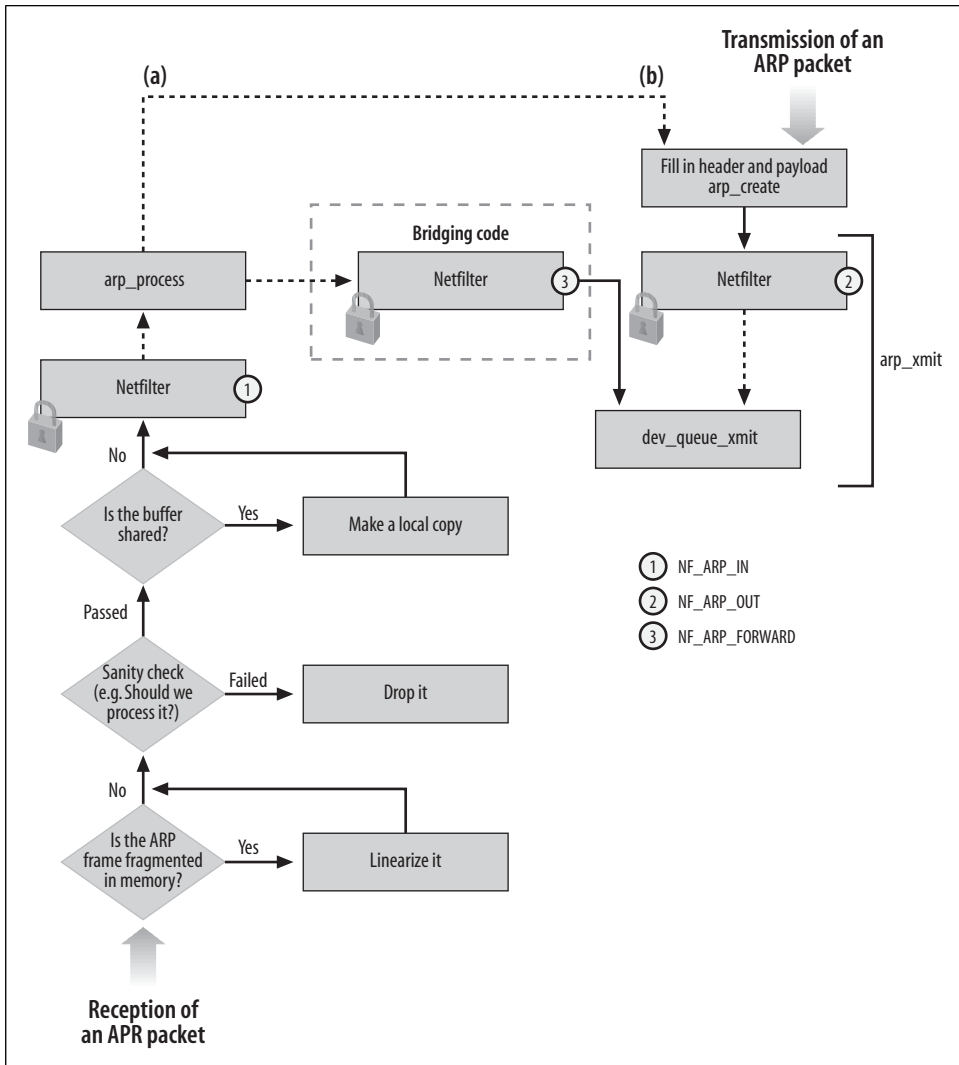 Transmission of an
ARP packet
(a)
(b)
Fill in header and payload
arp_create
Bridging code
arp_process
Netfilter
3
Netfilter
2
arp_xmit
Netfilter
1
dev_queue_xmit
No
Is the buffer
shared?
Yes
Make a local copy
1 NF_ARP_IN
2 NF_ARP_OUT
3 NF_ARP_FORWARD
Passed
Sanity check
(e.g. Should we
process it?)
Failed
Drop it
No
Is the ARP
frame fragmented
in memory?
Yes
Linearize it
Reception of
an APR packet